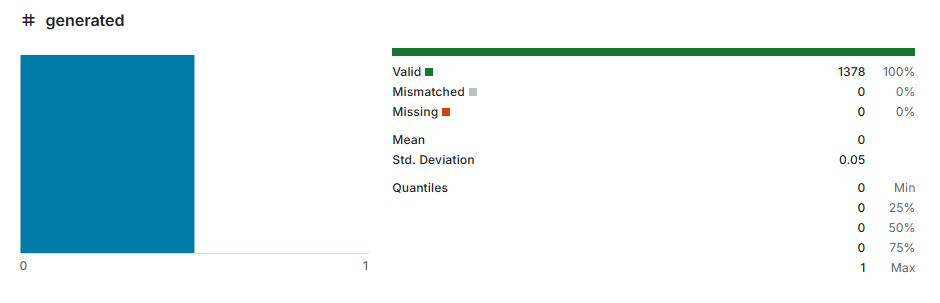 # generated
Valid 1378 100%
Mismatched 0 0%
Missing 0 0%
Mean 0
Std. Deviation 0.05
Quantiles 0 Min
0 25%
0 50%
0 75%
1 Max
0 1